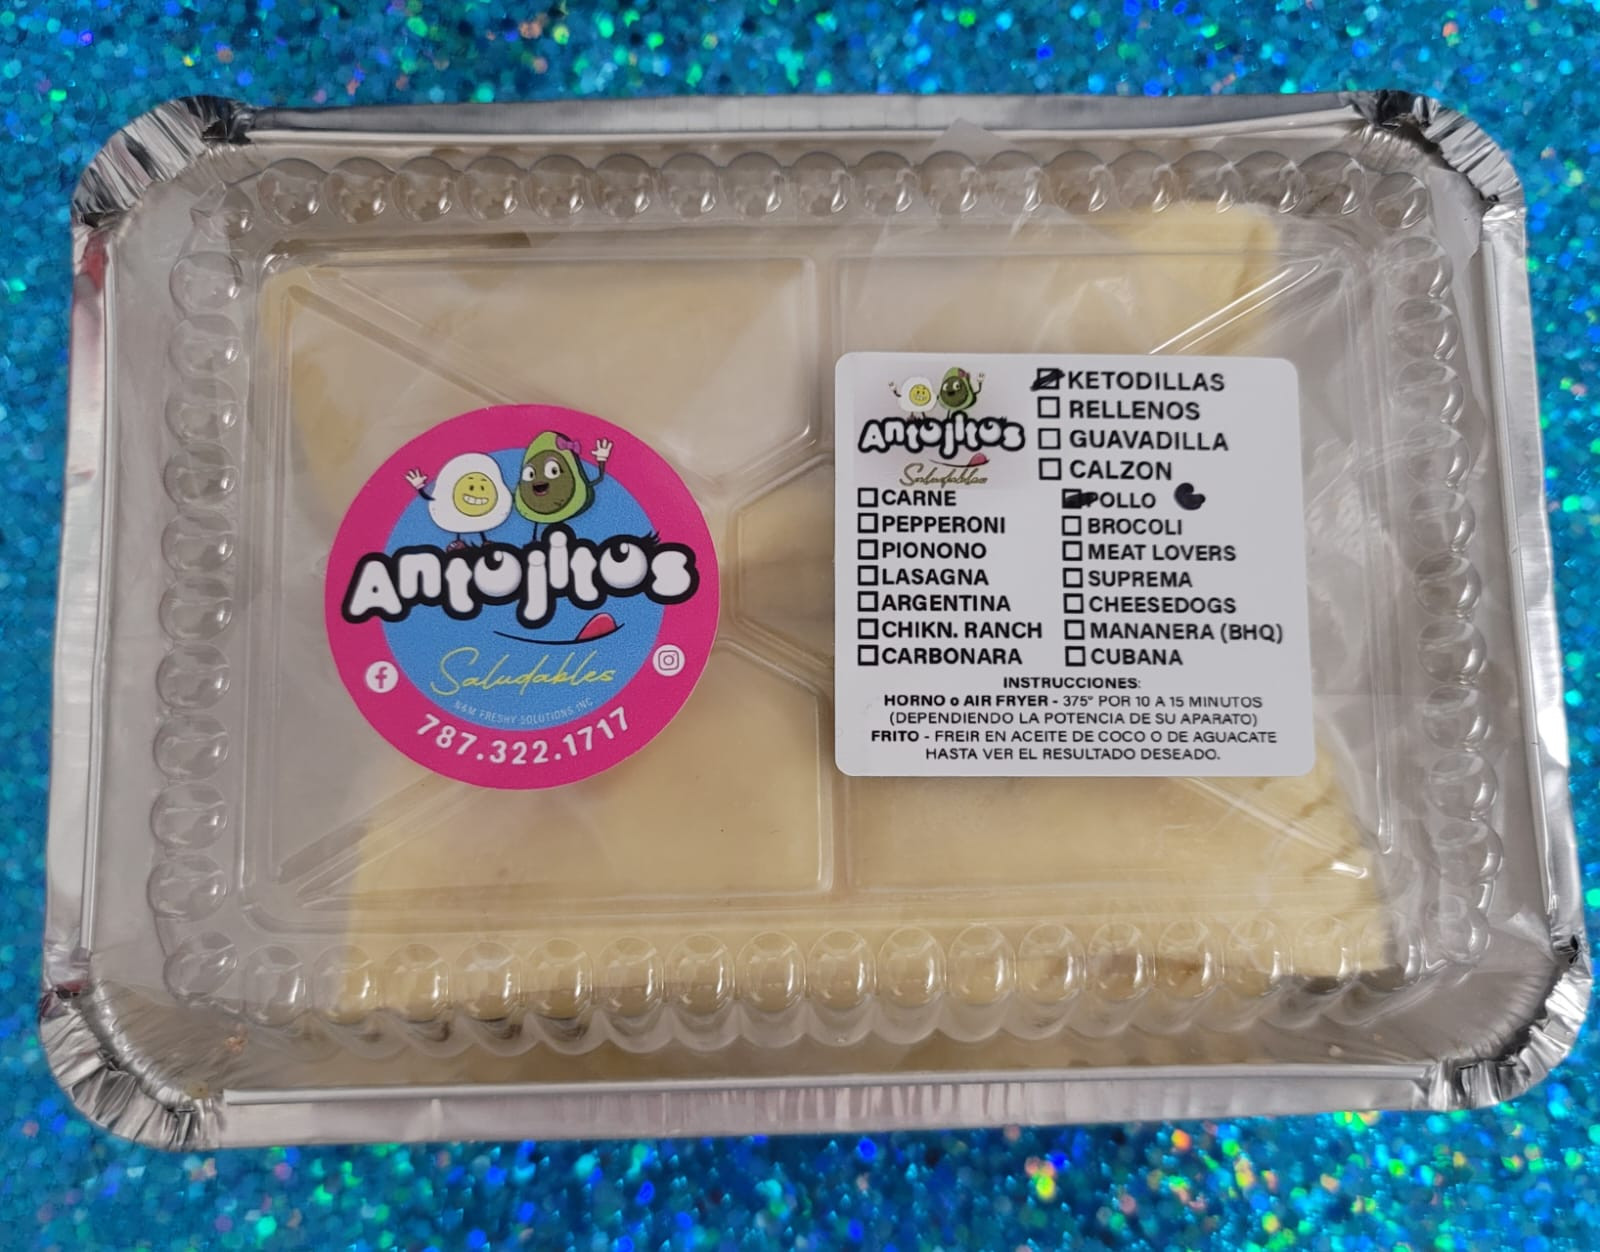 Antojitos
Saludables
N&M FRESHY SOLUTIONS INC
787.322.1717
Antojitos
Saludables
KETODILLAS
RELLENOS
GUAVADILLA
CALZON
CARNE
PEPPERONI
PIONONO
LASAGNA
ARGENTINA
CHIKN. RANCH
CARBONARA
POLLO
BROCOLI
MEAT LOVERS
SUPREMA
CHEESEDOGS
MANANERA (BHQ)
CUBANA
INSTRUCCIONES:
HORNO o AIR FRYER - 375° POR 10 A 15 MINUTOS
(DEPENDIENDO LA POTENCIA DE SU APARATO)
FRITO - FREIR EN ACEITE DE COCO O DE AGUACATE
HASTA VER EL RESULTADO DESEADO.